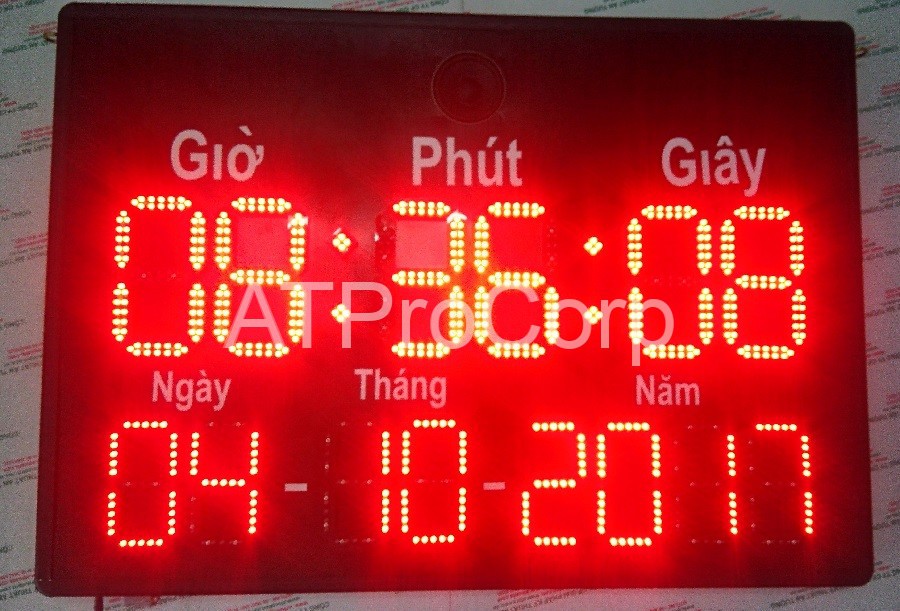 Giờ Phút Giây
08:36:08
ATProCorp
Ngày Tháng Năm
04-10-2017